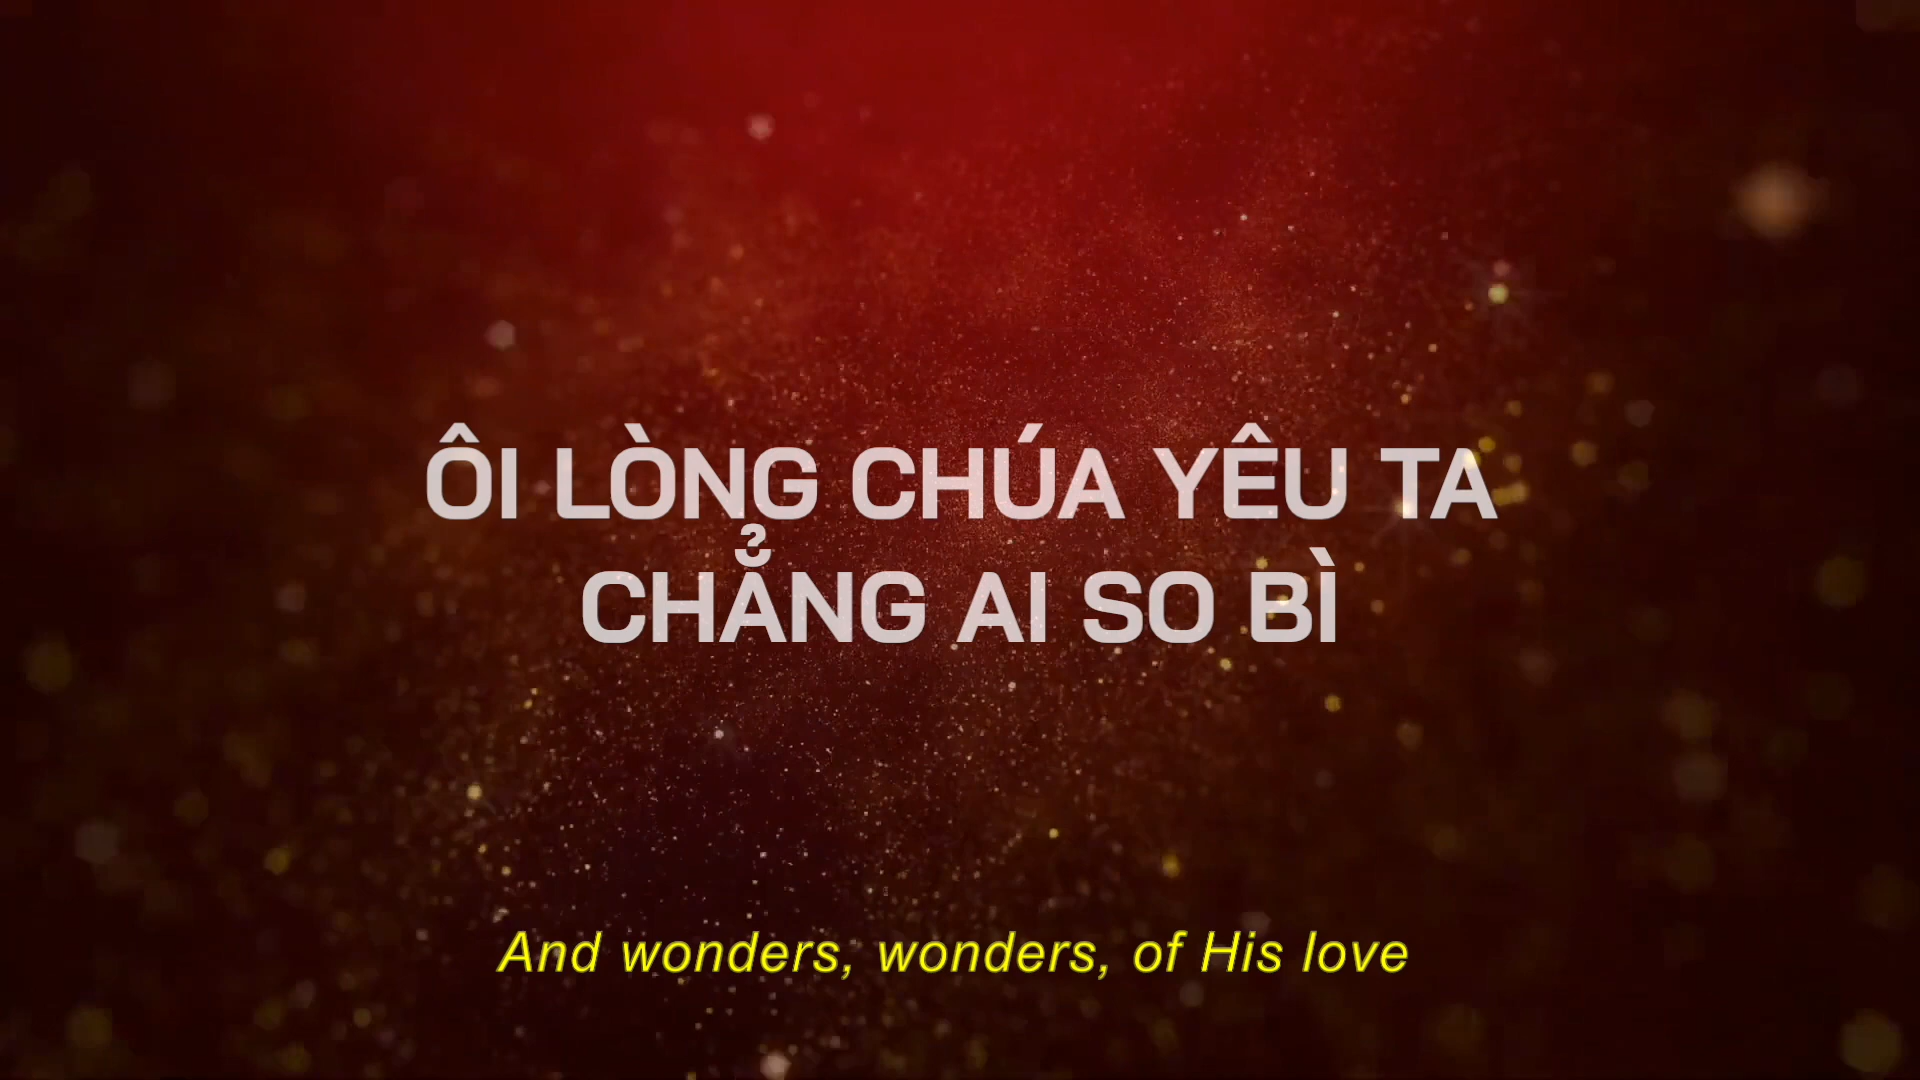 ÔI LÒNG CHÚA YÊU TA
CHẲNG AI SO BÌ
And wonders, wonders, of His love